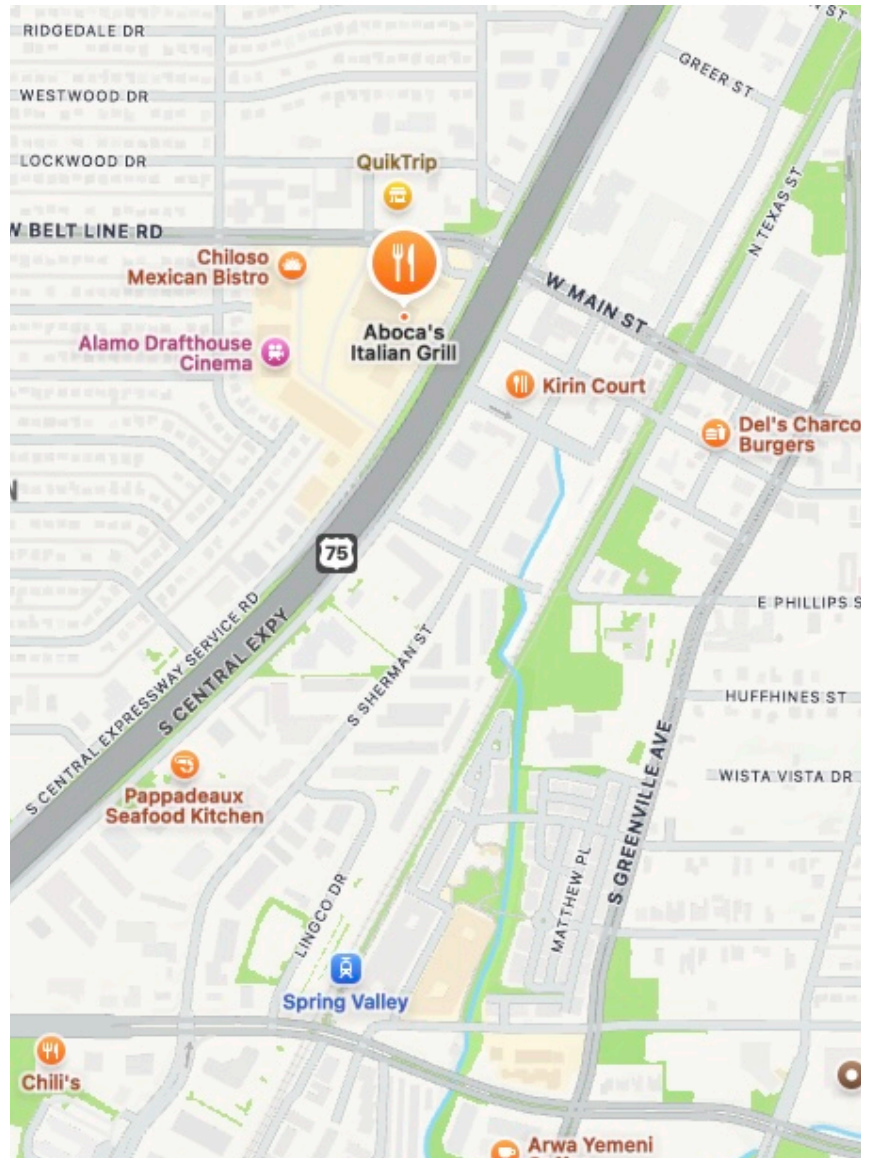 RIDGEDALE DR
GREER ST
WESTWOOD DR
LOCKWOOD DR
QuikTrip
N TEXAS ST
W BELT LINE RD
Chiloso
Mexican Bistro
W MAIN ST
Aboca's
Italian Grill
Alamo Drafthouse
Cinema
Kirin Court
Del's Charco
Burgers
75
E PHILLIPS S
S CENTRAL EXPRESSWAY SERVICE RD
S CENTRAL EXPY
S SHERMAN ST
HUFFHINES ST
WISTA VISTA DR
Pappadeaux
Seafood Kitchen
S GREENVILLE AVE
MATTHEW PL
LINGCO DR
Spring Valley
Chili's
Arwa Yemeni